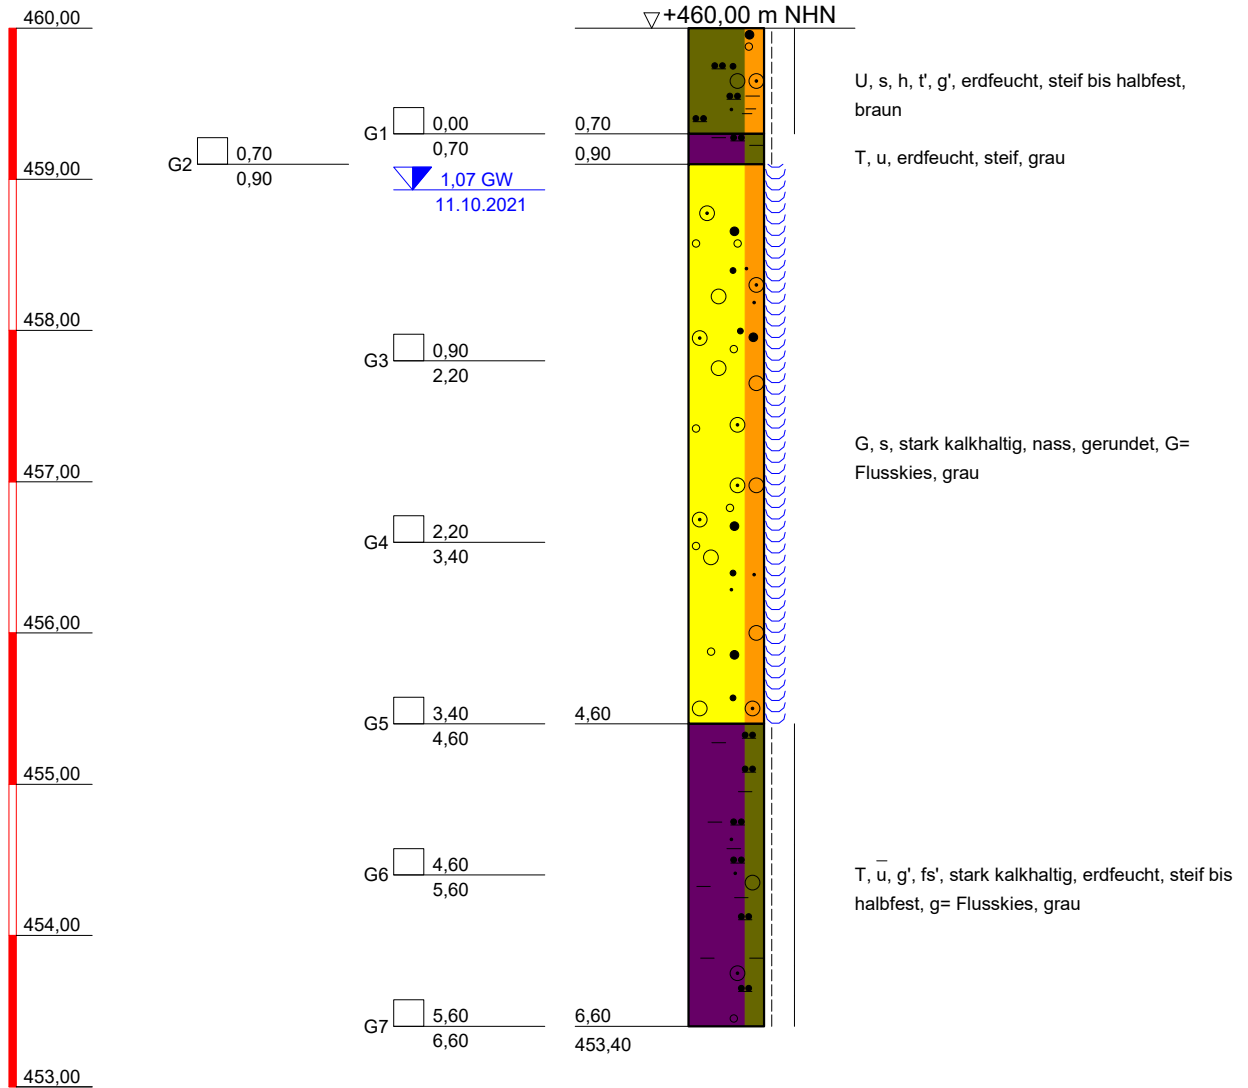 460,00
+460,00 m NHN
U, s, h, t', g', erdfeucht, steif bis halbfest,
braun
G1
0,00
0,70
0,70
G2
0,70
0,90
0,90
T, u, erdfeucht, steif, grau
459,00
1,07 GW
11.10.2021
458,00
G3
0,90
2,20
G, s, stark kalkhaltig, nass, gerundet, G=
Flusskies, grau
457,00
G4
2,20
3,40
456,00
G5
3,40
4,60
4,60
455,00
G6
4,60
5,60
T, u̅, g', fs', stark kalkhaltig, erdfeucht, steif bis
halbfest, g= Flusskies, grau
454,00
G7
5,60
6,60
6,60
453,40
453,00